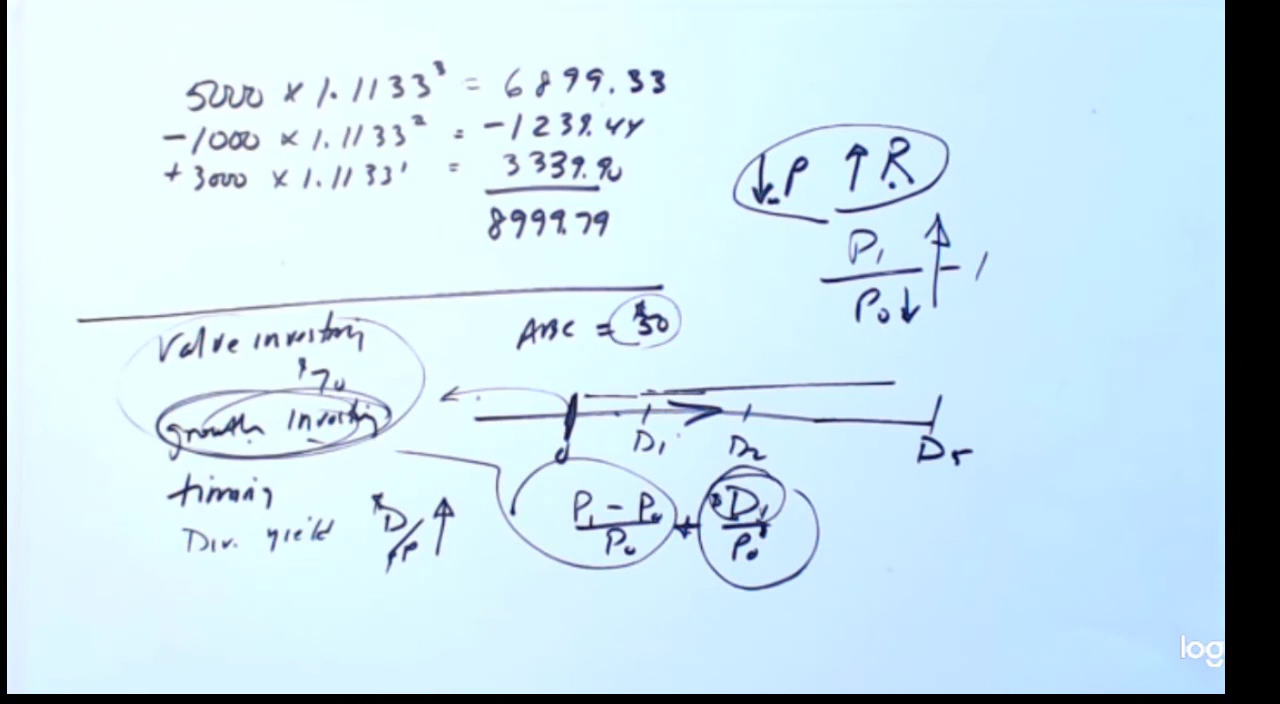 5000 x 1.1133³ = 6899.33
-1000 x 1.1133² = -1239.44
+3000 x 1.1133¹ = 3339.90
8999.79
↓P ↑R
P₁
P₀↓ ↑ - 1
ABC = $50
Value investing
$70
growth investing
timing
Div. yield $D/P ↑
0 D₁ D₂ D₅
P₁ - P₀ + $D₁
P₀ P₀
log